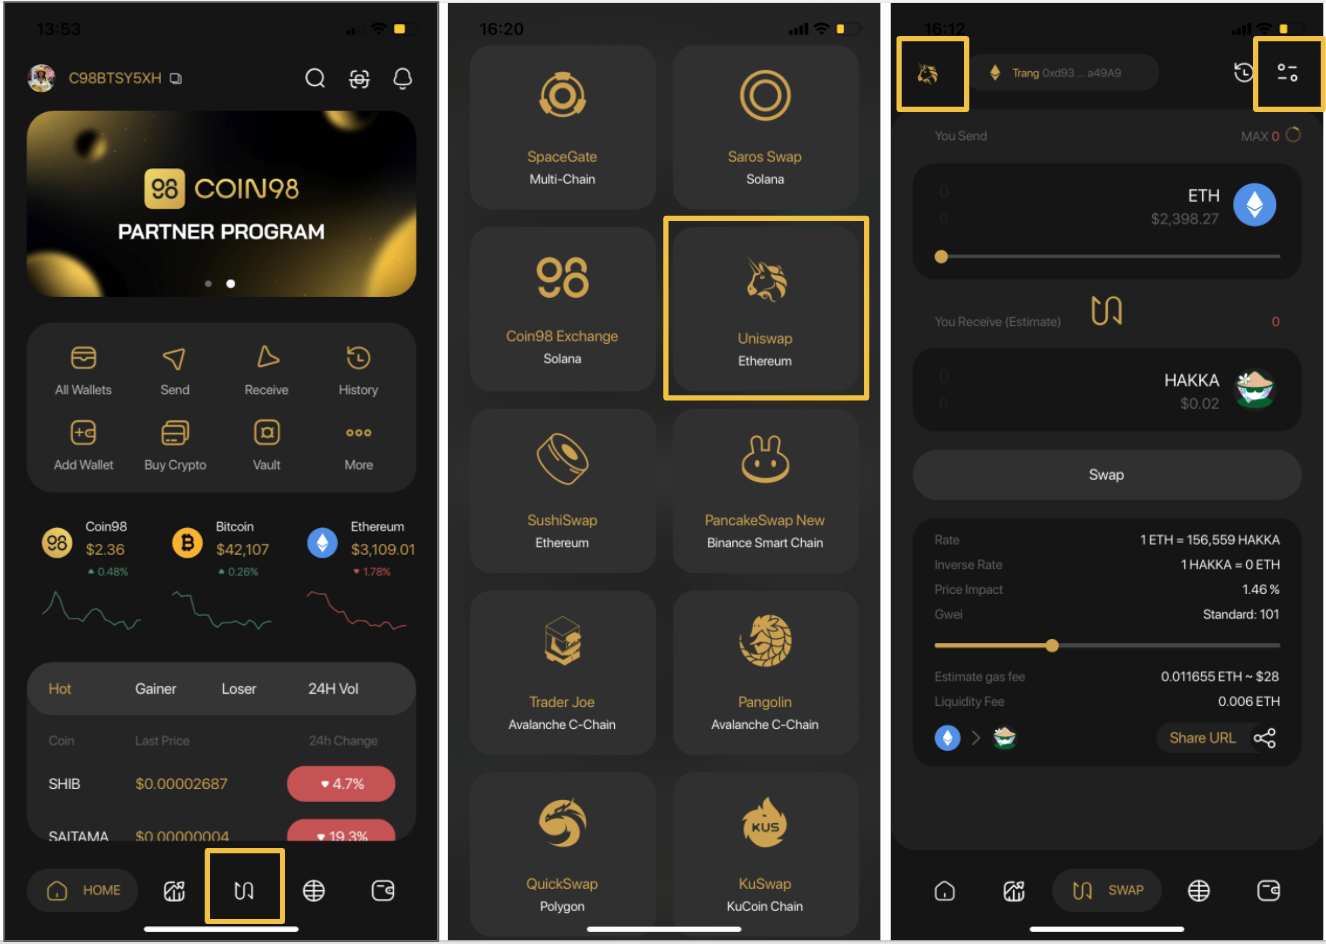 13:53
C98BTSY5XH
98 COIN98
PARTNER PROGRAM
All Wallets Send Receive History
Add Wallet Buy Crypto Vault More
Coin98 Bitcoin Ethereum
$2.36 $42,107 $3,109.01
0.48% 0.26% 1.78%
Hot Gainer Loser 24H Vol
Coin Last Price 24h Change
SHIB $0.00002687 4.7%
SAITAMA $0.00000004 19.3%
HOME
16:20
SpaceGate Saros Swap
Multi-Chain Solana
Coin98 Exchange Uniswap
Solana Ethereum
SushiSwap PancakeSwap New
Ethereum Binance Smart Chain
Trader Joe Pangolin
Avalanche C-Chain Avalanche C-Chain
KUS
QuickSwap KuSwap
Polygon KuCoin Chain
16:12
Trang 0xd93 ... a49A9
You Send MAX 0
0 ETH
0 $2,398.27
You Receive (Estimate) 0
0 HAKKA
0 $0.02
Swap
Rate 1 ETH = 156,559 HAKKA
Inverse Rate 1 HAKKA = 0 ETH
Price Impact 1.46 %
Gwei Standard: 101
Estimate gas fee 0.011655 ETH ~ $28
Liquidity Fee 0.006 ETH
Share URL
SWAP